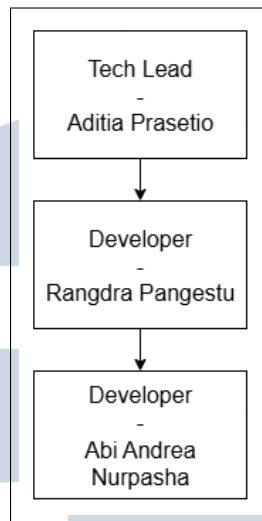 Tech Lead
-
Aditia Prasetio
Developer
-
Rangdra Pangestu
Developer
-
Abi Andrea
Nurpasha